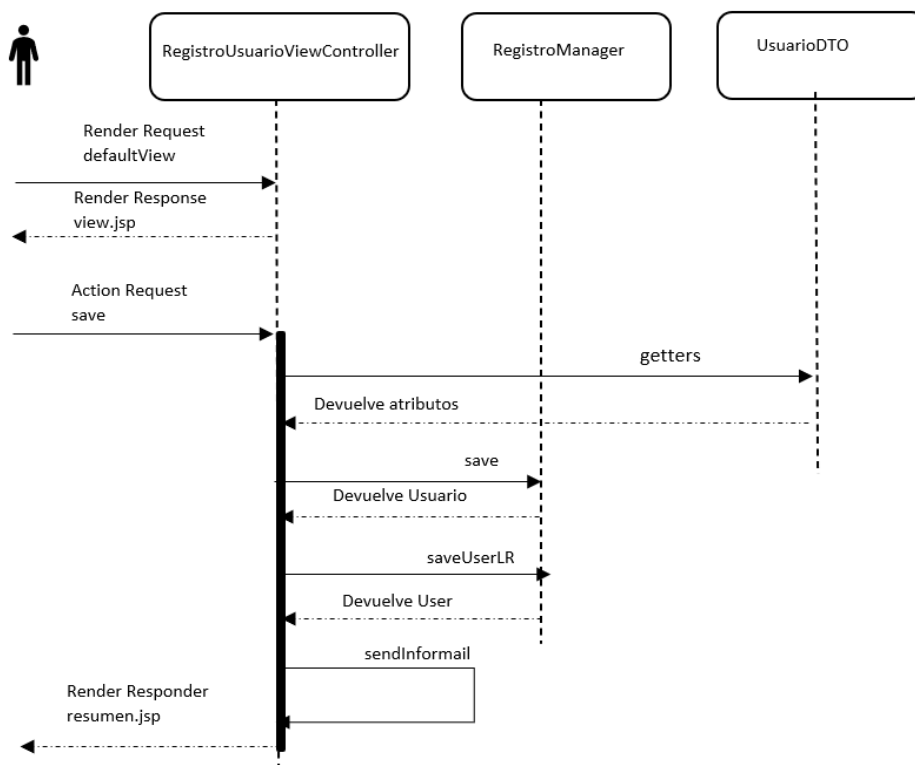 RegistroUsuarioViewController
RegistroManager
UsuarioDTO
Render Request
defaultView
Render Response
view.jsp
Action Request
save
getters
Devuelve atributos
save
Devuelve Usuario
saveUserLR
Devuelve User
sendInformail
Render Responder
resumen.jsp